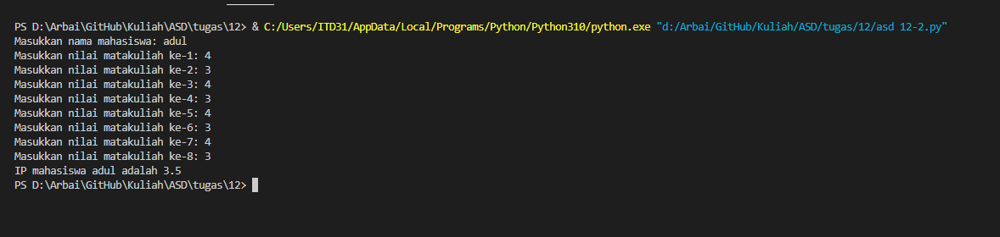 PS D:\Arbai\GitHub\Kuliah\ASD\tugas\12> & C:/Users/ITD31/AppData/Local/Programs/Python/Python310/python.exe "d:/Arbai/GitHub/Kuliah/ASD/tugas/12/asd 12-2.py"
Masukkan nama mahasiswa: adul
Masukkan nilai matakuliah ke-1: 4
Masukkan nilai matakuliah ke-2: 3
Masukkan nilai matakuliah ke-3: 4
Masukkan nilai matakuliah ke-4: 3
Masukkan nilai matakuliah ke-5: 4
Masukkan nilai matakuliah ke-6: 3
Masukkan nilai matakuliah ke-7: 4
Masukkan nilai matakuliah ke-8: 3
IP mahasiswa adul adalah 3.5
PS D:\Arbai\GitHub\Kuliah\ASD\tugas\12>